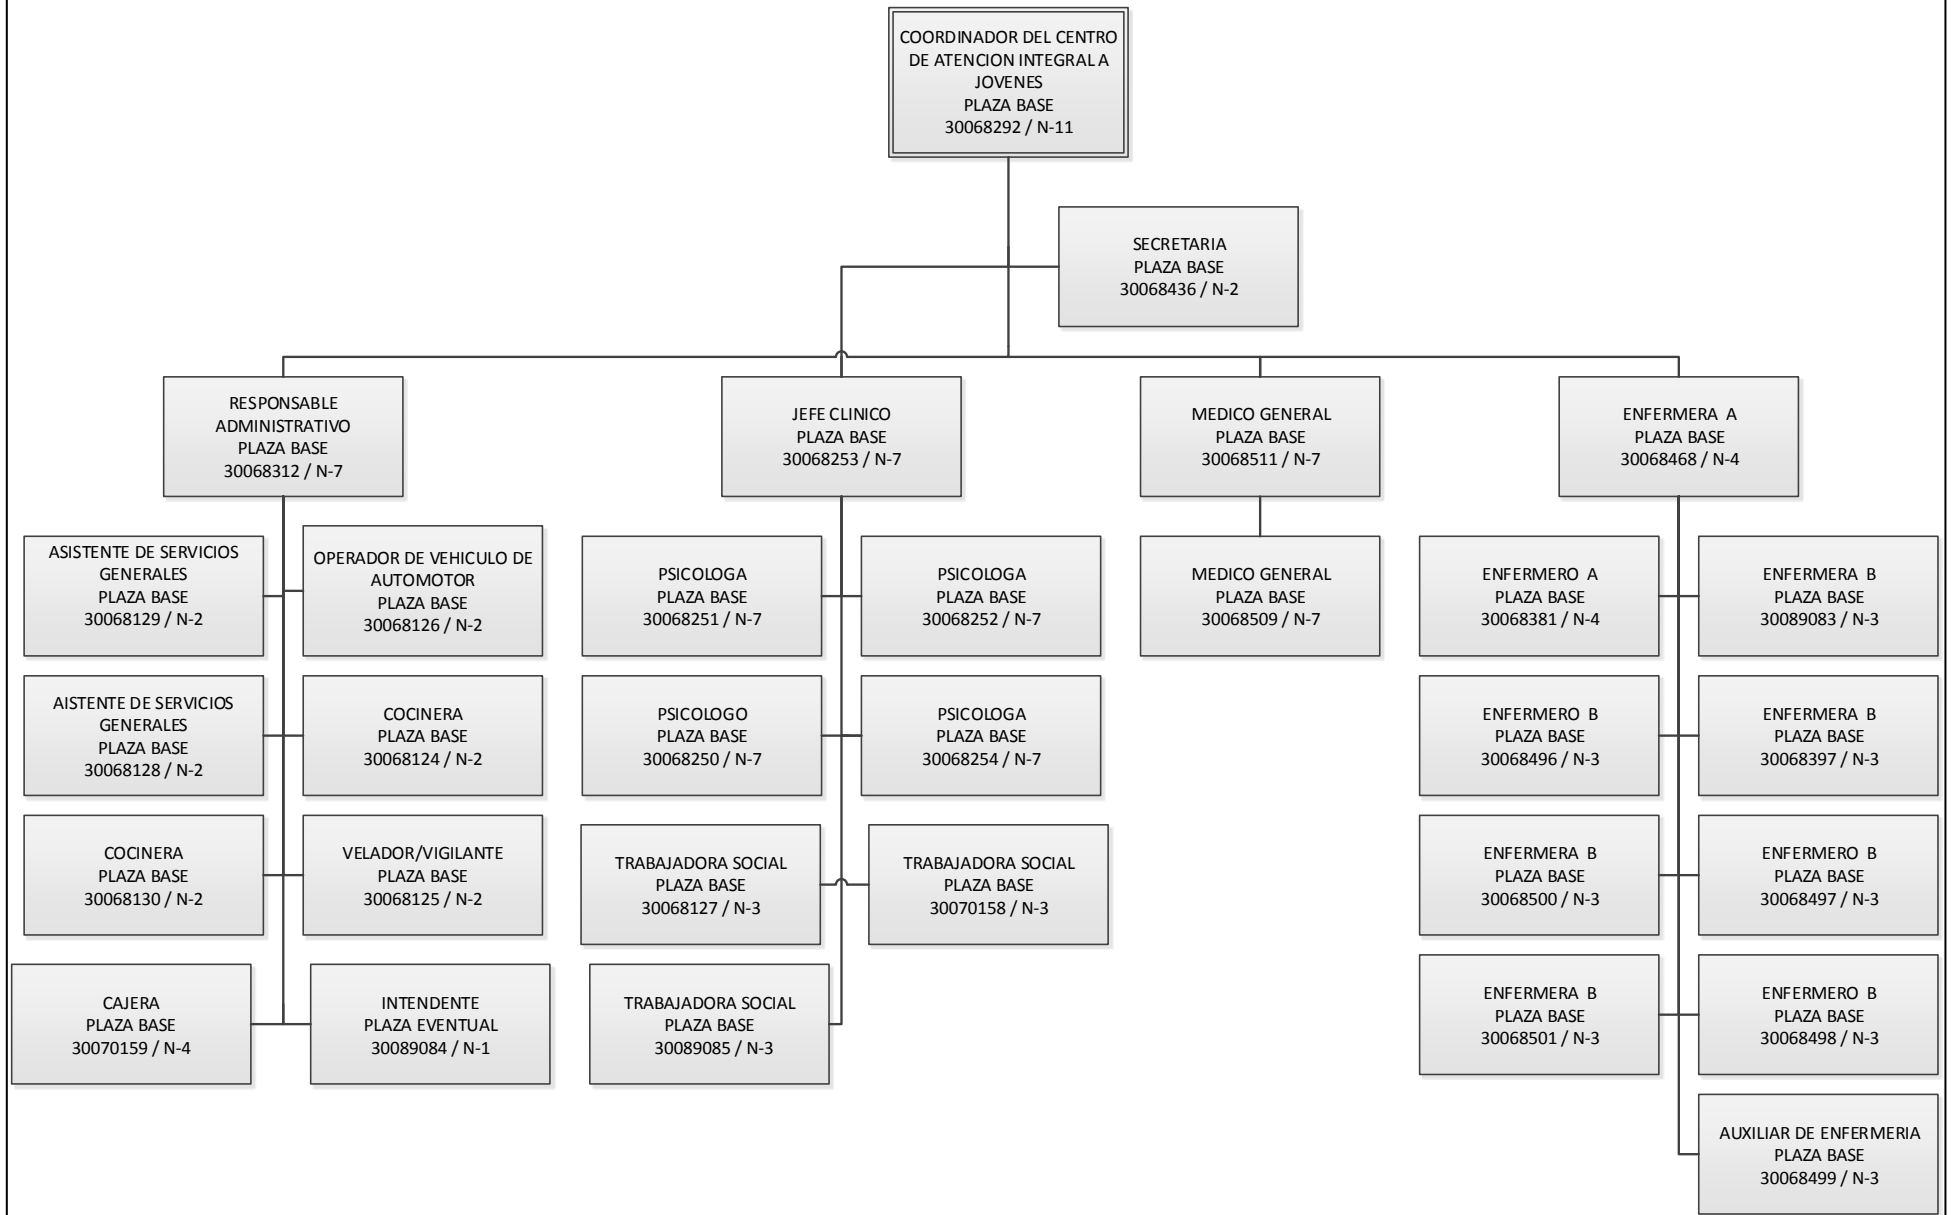 COORDINADOR DEL CENTRO
DE ATENCION INTEGRAL A
JOVENES
PLAZA BASE
30068292 / N-11
SECRETARIA
PLAZA BASE
30068436 / N-2
RESPONSABLE
ADMINISTRATIVO
PLAZA BASE
30068312 / N-7
JEFE CLINICO
PLAZA BASE
30068253 / N-7
MEDICO GENERAL
PLAZA BASE
30068511 / N-7
ENFERMERA A
PLAZA BASE
30068468 / N-4
ASISTENTE DE SERVICIOS
GENERALES
PLAZA BASE
30068129 / N-2
OPERADOR DE VEHICULO DE
AUTOMOTOR
PLAZA BASE
30068126 / N-2
PSICOLOGA
PLAZA BASE
30068251 / N-7
PSICOLOGA
PLAZA BASE
30068252 / N-7
MEDICO GENERAL
PLAZA BASE
30068509 / N-7
ENFERMERO A
PLAZA BASE
30068381 / N-4
ENFERMERA B
PLAZA BASE
30089083 / N-3
AISTENTE DE SERVICIOS
GENERALES
PLAZA BASE
30068128 / N-2
COCINERA
PLAZA BASE
30068124 / N-2
PSICOLOGO
PLAZA BASE
30068250 / N-7
PSICOLOGA
PLAZA BASE
30068254 / N-7
ENFERMERO B
PLAZA BASE
30068496 / N-3
ENFERMERA B
PLAZA BASE
30068397 / N-3
COCINERA
PLAZA BASE
30068130 / N-2
VELADOR/VIGILANTE
PLAZA BASE
30068125 / N-2
TRABAJADORA SOCIAL
PLAZA BASE
30068127 / N-3
TRABAJADORA SOCIAL
PLAZA BASE
30070158 / N-3
ENFERMERA B
PLAZA BASE
30068500 / N-3
ENFERMERO B
PLAZA BASE
30068497 / N-3
CAJERA
PLAZA BASE
30070159 / N-4
INTENDENTE
PLAZA EVENTUAL
30089084 / N-1
TRABAJADORA SOCIAL
PLAZA BASE
30089085 / N-3
ENFERMERA B
PLAZA BASE
30068501 / N-3
ENFERMERO B
PLAZA BASE
30068498 / N-3
AUXILIAR DE ENFERMERIA
PLAZA BASE
30068499 / N-3